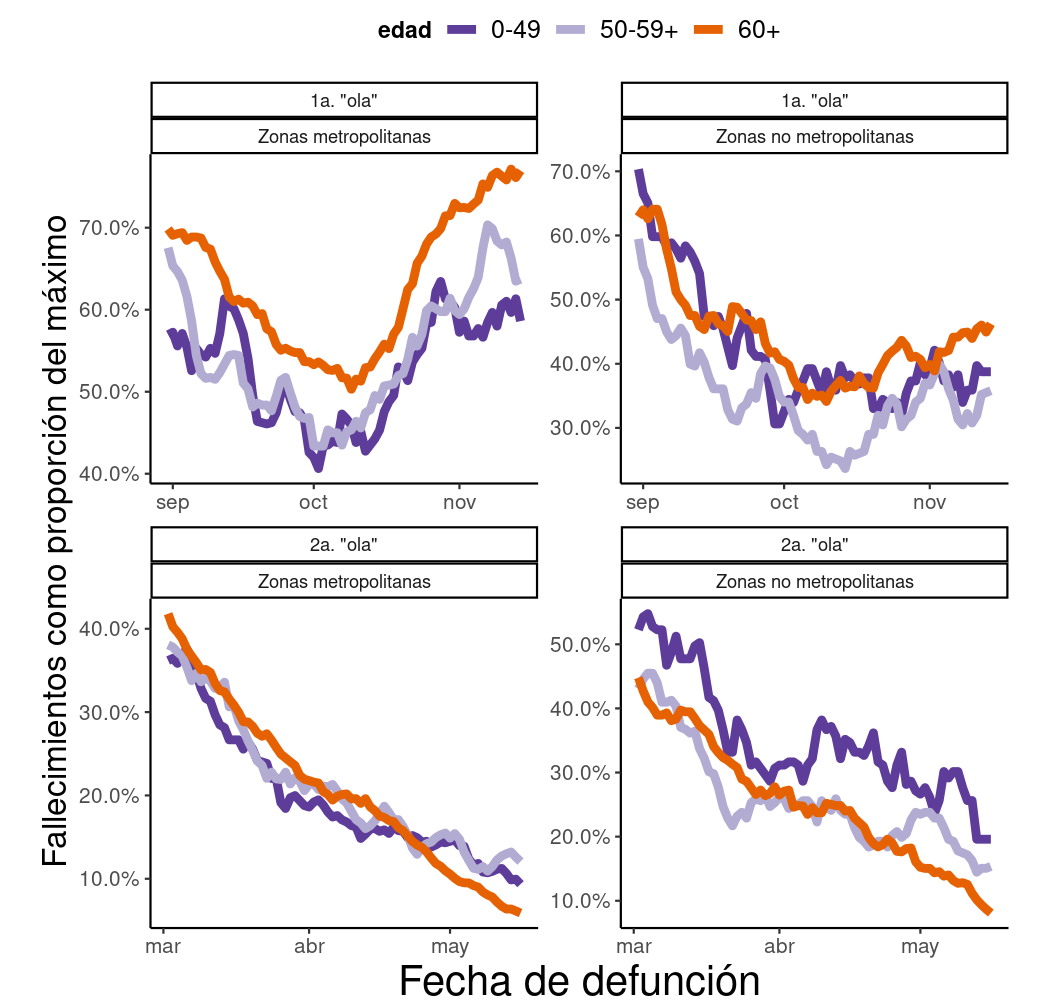 edad 0-49 50-59+ 60+
1a. "ola"
Zonas metropolitanas
1a. "ola"
Zonas no metropolitanas
70.0%
60.0%
50.0%
40.0%
sep oct nov
70.0%
60.0%
50.0%
40.0%
30.0%
sep oct nov
2a. "ola"
Zonas metropolitanas
2a. "ola"
Zonas no metropolitanas
40.0%
30.0%
20.0%
10.0%
mar abr may
50.0%
40.0%
30.0%
20.0%
10.0%
mar abr may
Fallecimientos como proporción del máximo
Fecha de defunción